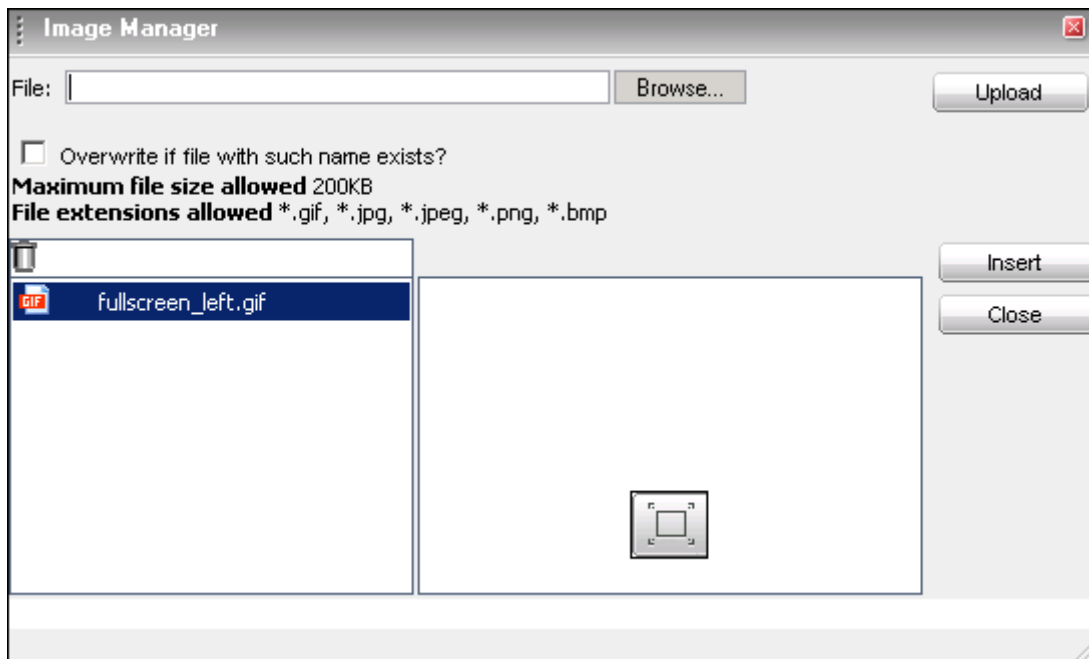 Image Manager
File: Browse... Upload
Overwrite if file with such name exists?
Maximum file size allowed 200KB
File extensions allowed *.gif, *.jpg, *.jpeg, *.png, *.bmp
Insert
GIF fullscreen_left.gif
Close